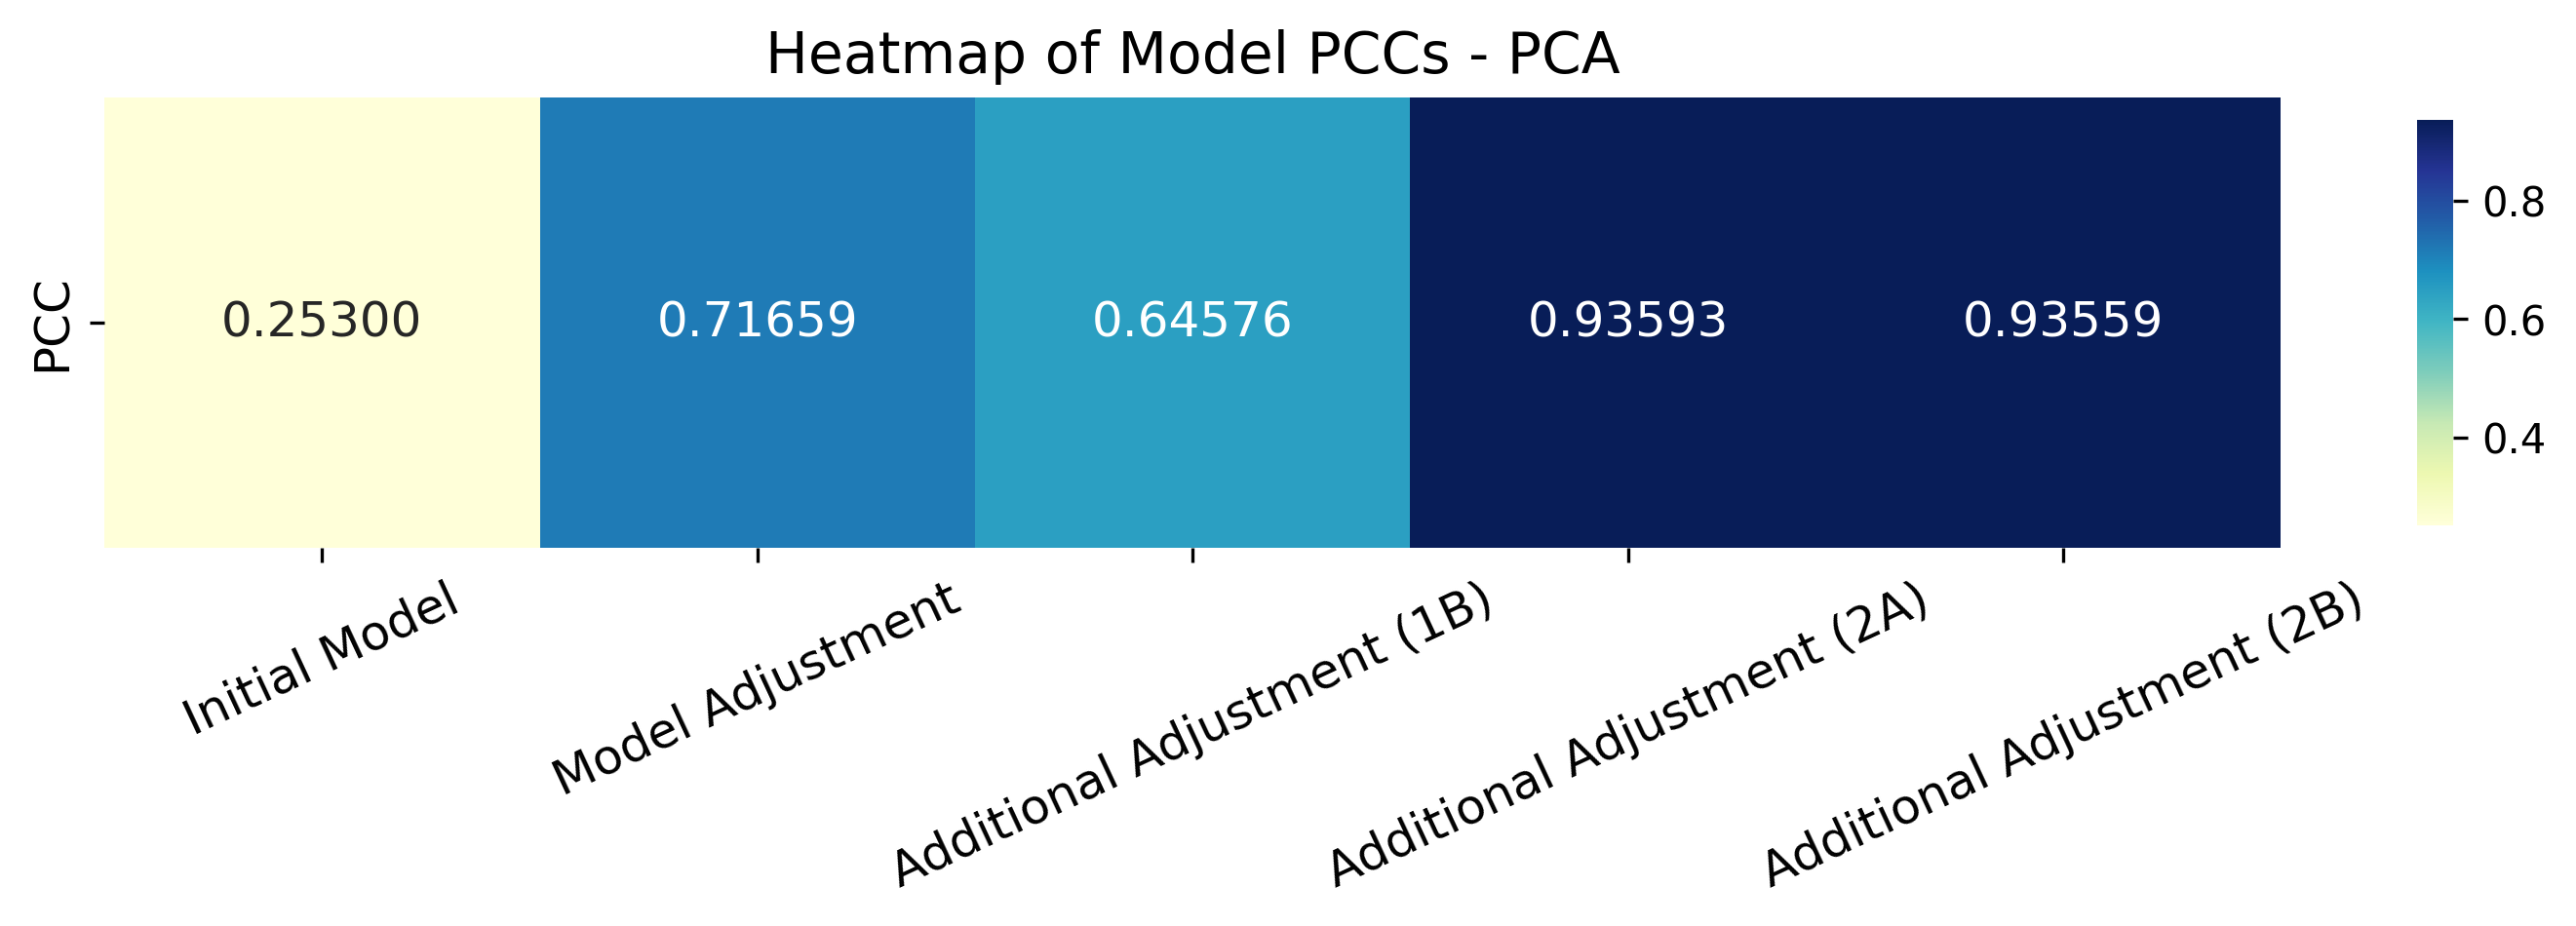 Heatmap of Model PCCs - PCA
PCC
0.25300
0.71659
0.64576
0.93593
0.93559
0.8
0.6
0.4
Initial Model
Model Adjustment
Additional Adjustment (1B)
Additional Adjustment (2A)
Additional Adjustment (2B)